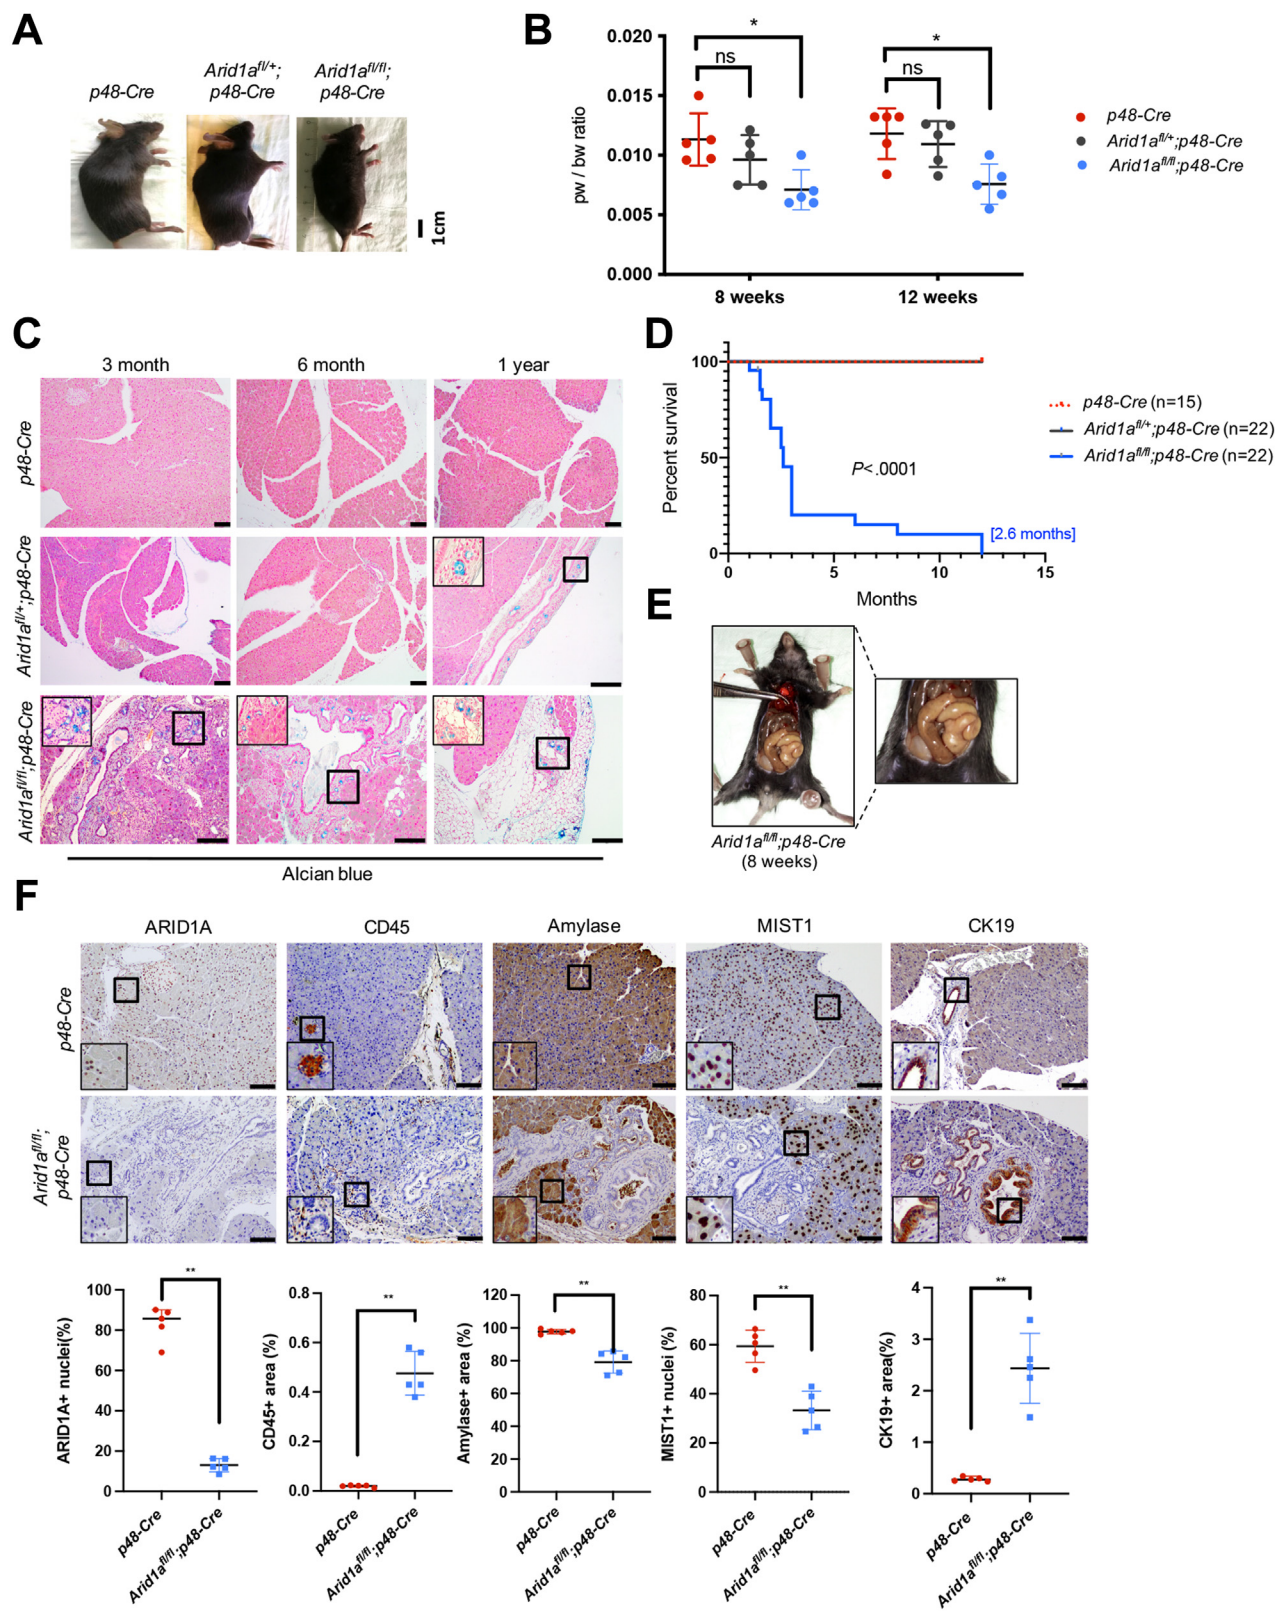 A
p48-Cre
Arid1afl/+;
p48-Cre
Arid1afl/fl;
p48-Cre
1cm
B
pw / bw ratio
0.020
0.015
0.010
0.005
0.000
ns
*
ns
*
8 weeks
12 weeks
p48-Cre
Arid1afl/+;p48-Cre
Arid1afl/fl;p48-Cre
C
3 month
6 month
1 year
p48-Cre
Arid1afl/+;p48-Cre
Arid1afl/fl;p48-Cre
Alcian blue
D
Percent survival
100
50
0
P<.0001
[2.6 months]
0
5
10
15
Months
p48-Cre (n=15)
Arid1afl/+;p48-Cre (n=22)
Arid1afl/fl;p48-Cre (n=22)
E
Arid1afl/fl;p48-Cre
(8 weeks)
F
ARID1A
CD45
Amylase
MIST1
CK19
p48-Cre
Arid1afl/fl;
p48-Cre
ARID1A+ nuclei(%)
100
80
60
40
20
0
**
p48-Cre
Arid1afl/fl;p48-Cre
CD45+ area (%)
0.8
0.6
0.4
0.2
0.0
**
p48-Cre
Arid1afl/fl;p48-Cre
Amylase+ area (%)
120
100
80
60
40
20
0
**
p48-Cre
Arid1afl/fl;p48-Cre
MIST1+ nuclei (%)
80
60
40
20
0
**
p48-Cre
Arid1afl/fl;p48-Cre
CK19+ area(%)
4
3
2
1
0
**
p48-Cre
Arid1afl/fl;p48-Cre